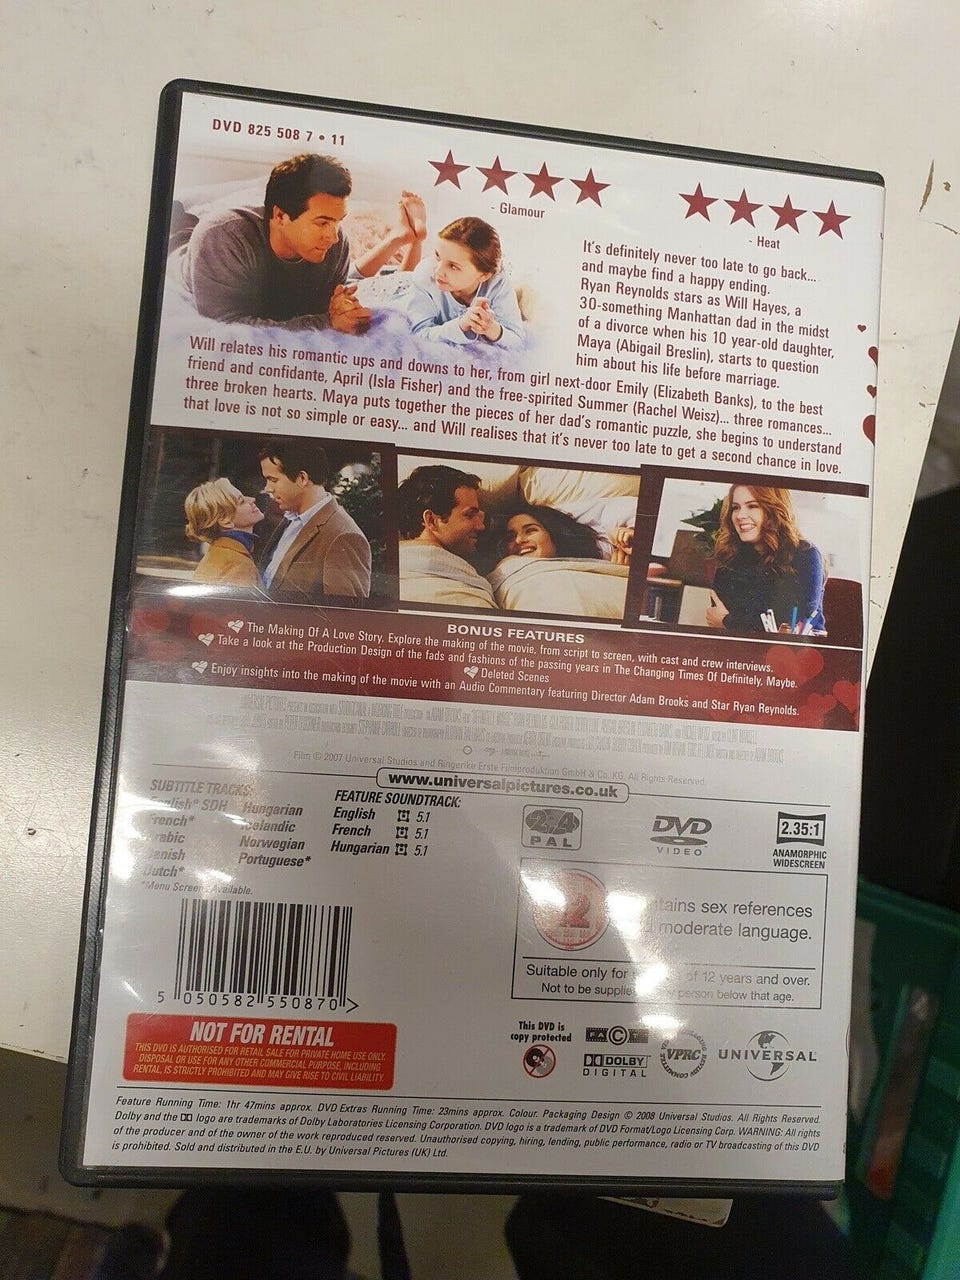 DVD 825 508 7 • 11
- Glamour
- Heat
It's definitely never too late to go back...
and maybe find a happy ending.
Ryan Reynolds stars as Will Hayes, a
30-something Manhattan dad in the midst
of a divorce when his 10 year-old daughter,
Maya (Abigail Breslin), starts to question
him about his life before marriage.
Will relates his romantic ups and downs to her, from girl next-door Emily (Elizabeth Banks), to the best
friend and confidante, April (Isla Fisher) and the free-spirited Summer (Rachel Weisz)... three romances...
three broken hearts. Maya puts together the pieces of her dad's romantic puzzle, she begins to understand
that love is not so simple or easy... and Will realises that it's never too late to get a second chance in love.
BONUS FEATURES
The Making Of A Love Story. Explore the making of the movie, from script to screen, with cast and crew interviews.
Take a look at the Production Design of the fads and fashions of the passing years in The Changing Times Of Definitely, Maybe.
Deleted Scenes
Enjoy insights into the making of the movie with an Audio Commentary featuring Director Adam Brooks and Star Ryan Reynolds.
Film © 2007 Universal Studios and Ringerike Erste Filmproduktion GmbH & Co. KG. All Rights Reserved.
www.universalpictures.co.uk
SUBTITLE TRACKS:
English* SDH
French*
Arabic
Danish
Dutch*
Hungarian
Icelandic
Norwegian
Portuguese*
*Menu Screens Available.
FEATURE SOUNDTRACK:
English 5.1
French 5.1
Hungarian 5.1
2-4
PAL
DVD
VIDEO
2.35:1
ANAMORPHIC
WIDESCREEN
12
sex references
moderate language.
Suitable only for of 12 years and over.
Not to be supplied person below that age.
5 050582 550870 >
NOT FOR RENTAL
THIS DVD IS AUTHORISED FOR RETAIL SALE FOR PRIVATE HOME USE ONLY.
DISPOSAL OR USE FOR ANY OTHER COMMERCIAL PURPOSE, INCLUDING
RENTAL, IS STRICTLY PROHIBITED AND MAY GIVE RISE TO CIVIL LIABILITY.
This DVD is
copy protected
FACT
DOLBY
DIGITAL
VPRC
UNIVERSAL
Feature Running Time: 1hr 47mins approx. DVD Extras Running Time: 23mins approx. Colour. Packaging Design © 2008 Universal Studios. All Rights Reserved.
Dolby and the logo are trademarks of Dolby Laboratories Licensing Corporation. DVD logo is a trademark of DVD Format/Logo Licensing Corp. WARNING: All rights
of the producer and of the owner of the work reproduced reserved. Unauthorised copying, hiring, lending, public performance, radio or TV broadcasting of this DVD
is prohibited. Sold and distributed in the E.U. by Universal Pictures (UK) Ltd.